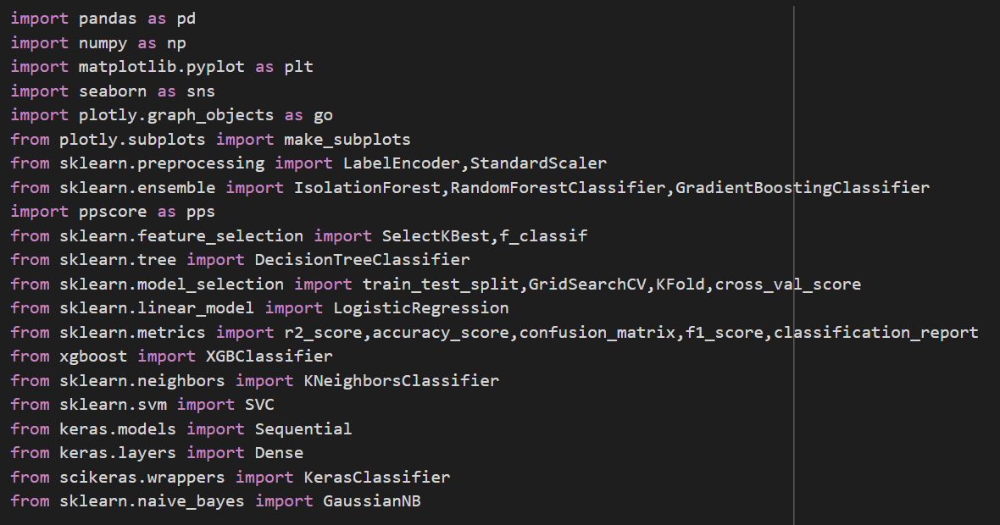 import pandas as pd
import numpy as np
import matplotlib.pyplot as plt
import seaborn as sns
import plotly.graph_objects as go
from plotly.subplots import make_subplots
from sklearn.preprocessing import LabelEncoder,StandardScaler
from sklearn.ensemble import IsolationForest,RandomForestClassifier,GradientBoostingClassifier
import ppscore as pps
from sklearn.feature_selection import SelectKBest,f_classif
from sklearn.tree import DecisionTreeClassifier
from sklearn.model_selection import train_test_split,GridSearchCV,KFold,cross_val_score
from sklearn.linear_model import LogisticRegression
from sklearn.metrics import r2_score,accuracy_score,confusion_matrix,f1_score,classification_report
from xgboost import XGBClassifier
from sklearn.neighbors import KNeighborsClassifier
from sklearn.svm import SVC
from keras.models import Sequential
from keras.layers import Dense
from scikeras.wrappers import KerasClassifier
from sklearn.naive_bayes import GaussianNB